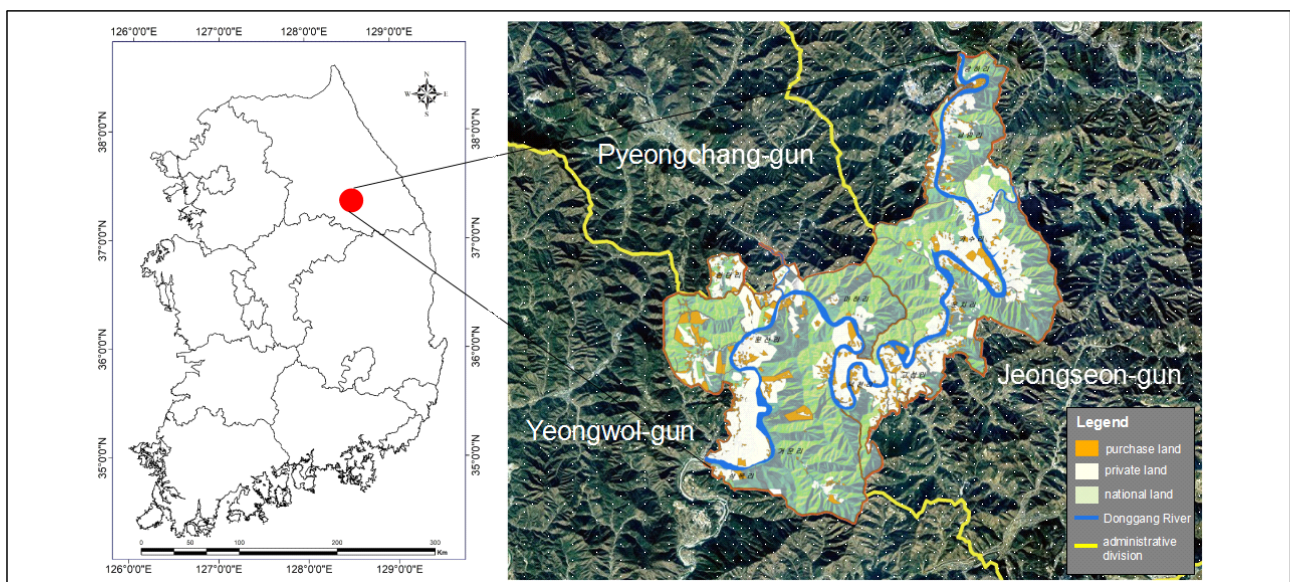 126°0'0"E 127°0'0"E 128°0'0"E 129°0'0"E
N
W E
S
38°0'0"N
37°0'0"N
36°0'0"N
35°0'0"N
38°0'0"N
37°0'0"N
36°0'0"N
35°0'0"N
0 50 100 200 300
Km
126°0'0"E 127°0'0"E 128°0'0"E 129°0'0"E
Pyeongchang-gun
Jeongseon-gun
Yeongwol-gun
Legend
purchase land
private land
national land
Donggang River
administrative
division